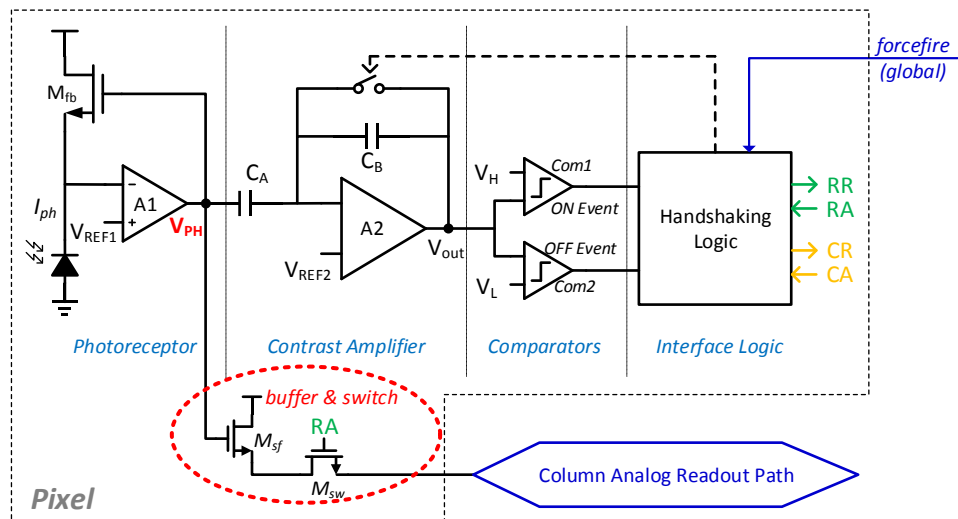 forcefire
(global)
M_fb
C_A
C_B
I_ph
A1
−
+
V_REF1
V_PH
A2
V_REF2
V_out
V_H
Com1
ON Event
OFF Event
V_L
Com2
Handshaking
Logic
RR
RA
CR
CA
Photoreceptor
Contrast Amplifier
Comparators
Interface Logic
buffer & switch
RA
M_sf
M_sw
Column Analog Readout Path
Pixel